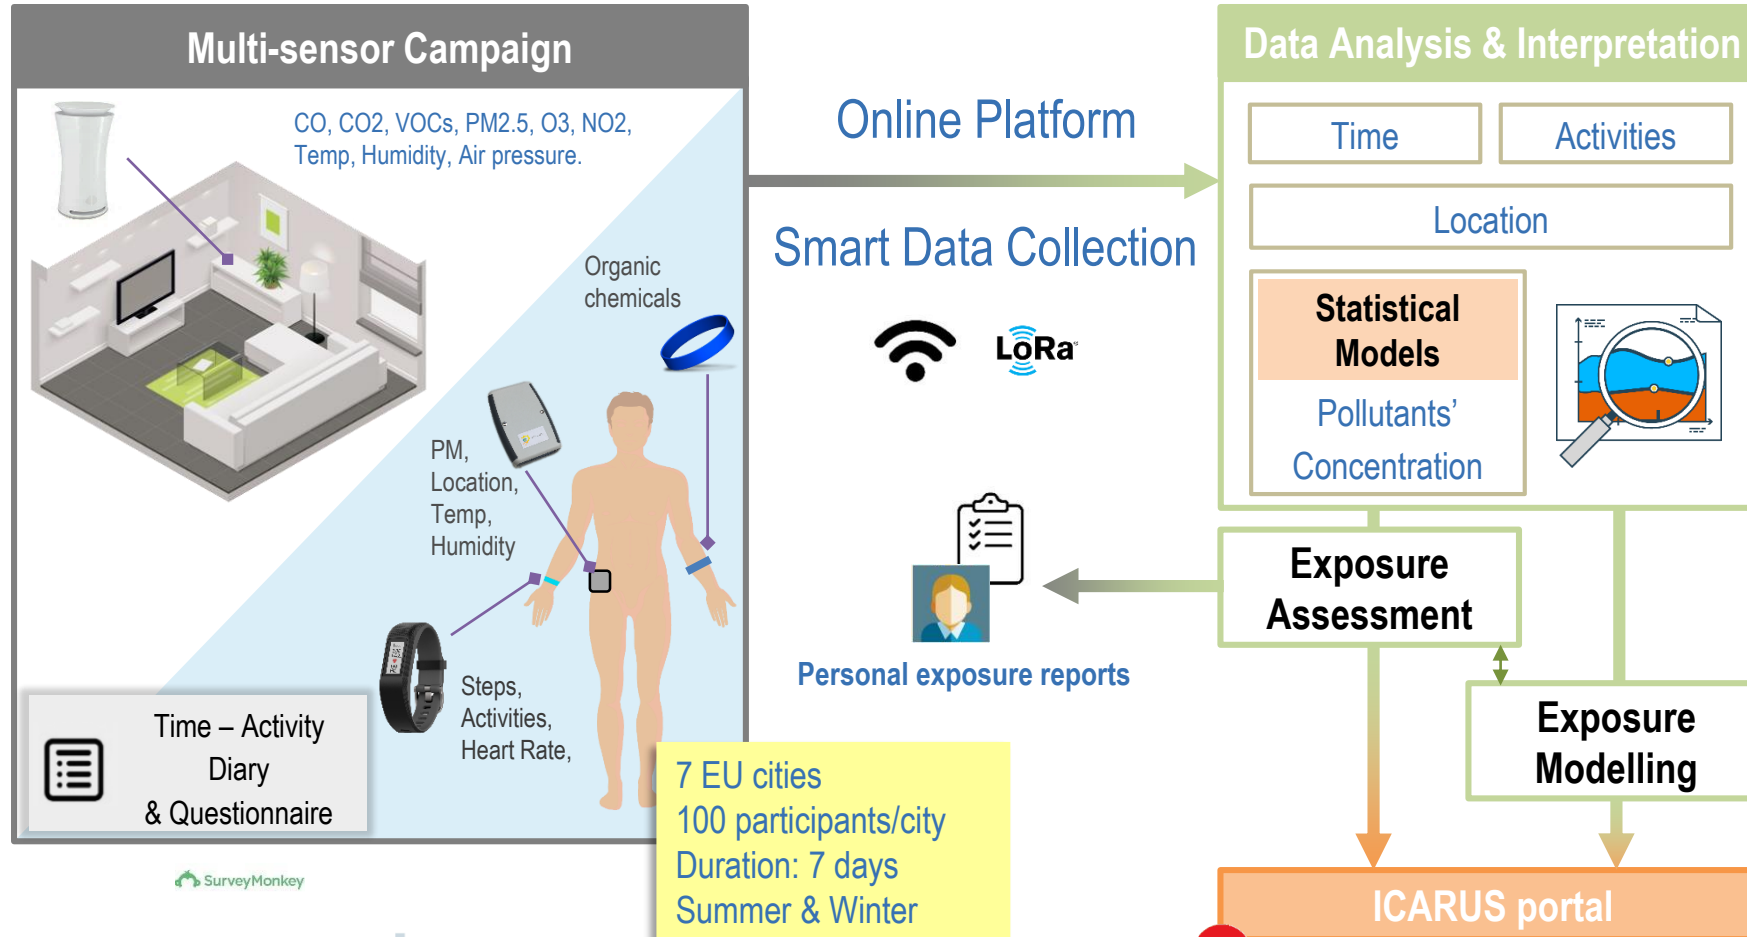 Multi-sensor Campaign
CO, CO2, VOCs, PM2.5, O3, NO2,
Temp, Humidity, Air pressure.
Organic
chemicals
PM,
Location,
Temp,
Humidity
Steps,
Activities,
Heart Rate,
Time – Activity
Diary
& Questionnaire
SurveyMonkey
Online Platform
Smart Data Collection
LoRa
Personal exposure reports
7 EU cities
100 participants/city
Duration: 7 days
Summer & Winter
Data Analysis & Interpretation
Time
Activities
Location
Statistical
Models
Pollutants’
Concentration
Exposure
Assessment
Exposure
Modelling
ICARUS portal